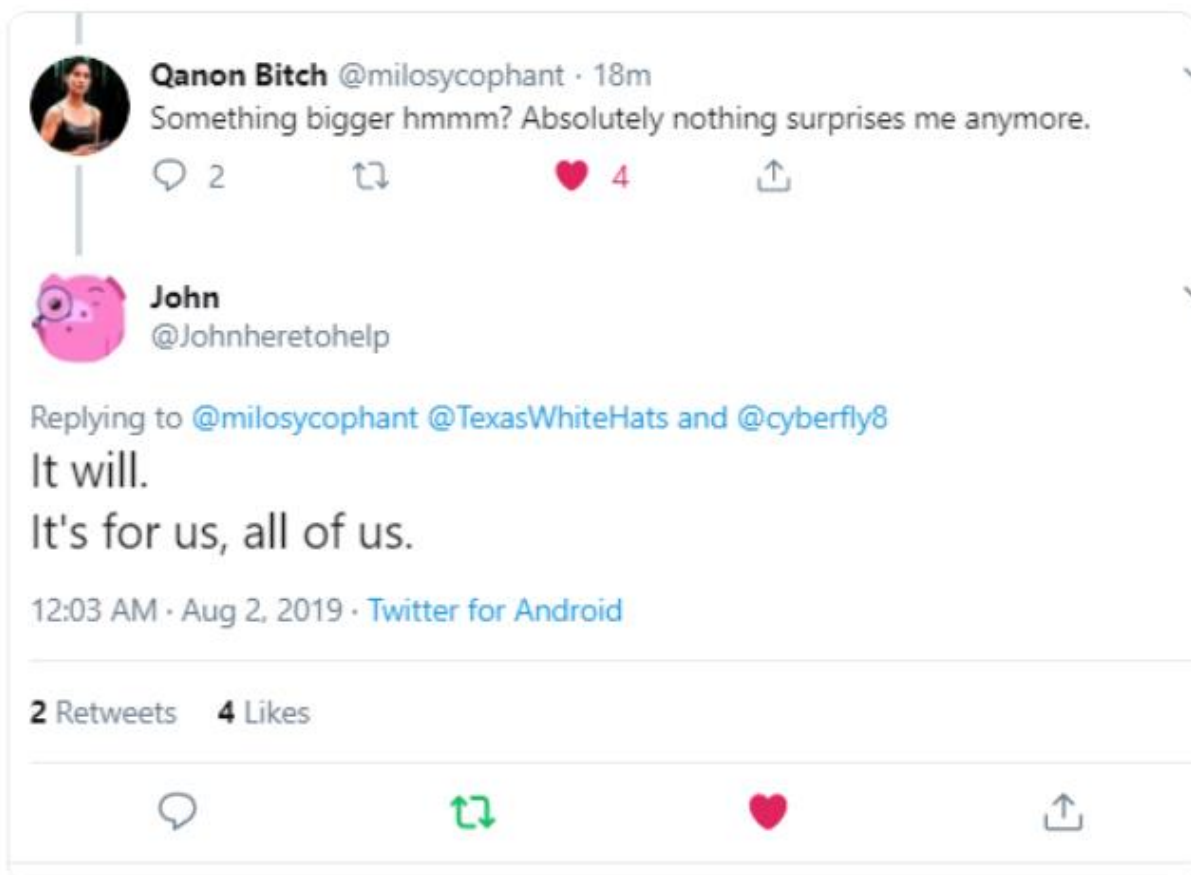 Qanon Bitch @milosycophant · 18m
Something bigger hmmm? Absolutely nothing surprises me anymore.
2 4
John
@Johnheretohelp
Replying to @milosycophant @TexasWhiteHats and @cyberfly8
It will.
It's for us, all of us.
12:03 AM · Aug 2, 2019 · Twitter for Android
2 Retweets 4 Likes